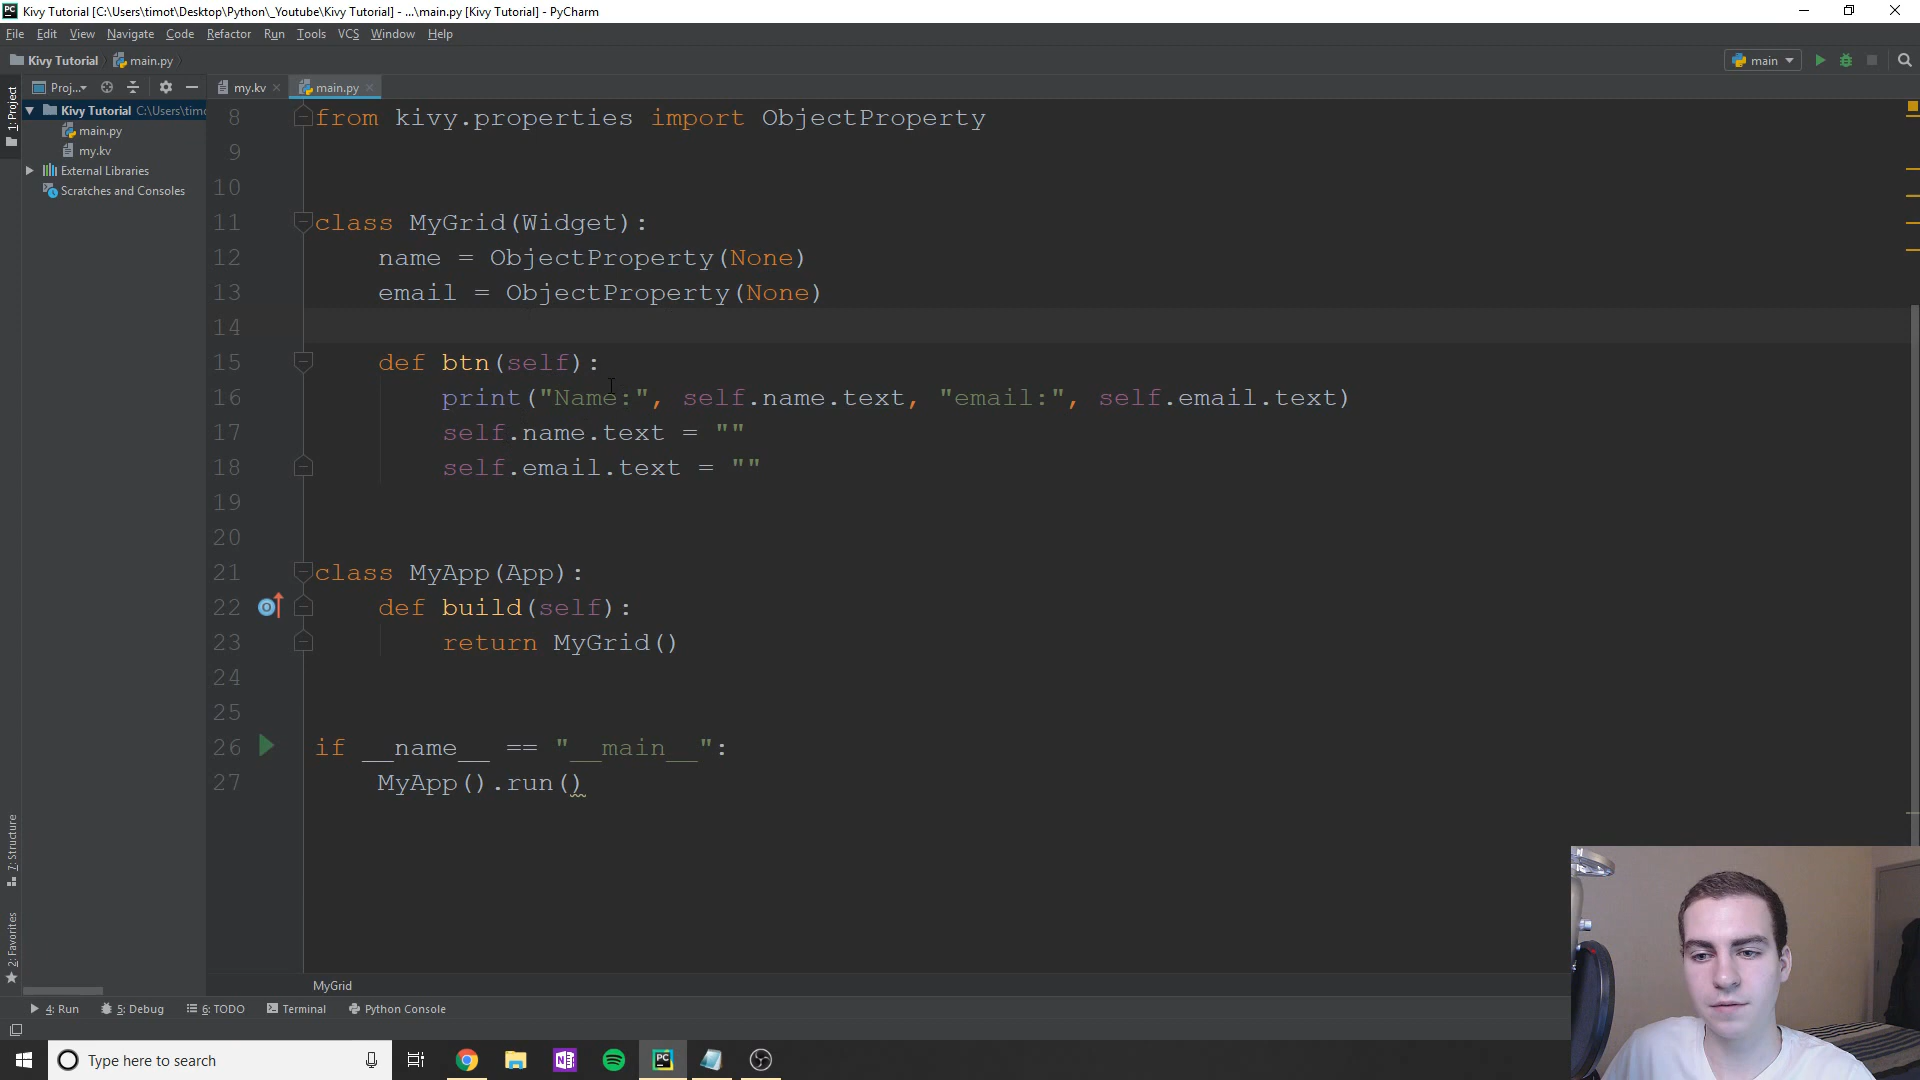 Kivy Tutorial [C:\Users\timot\Desktop\Python\_Youtube\Kivy Tutorial] - ...\main.py [Kivy Tutorial] - PyCharm
File Edit View Navigate Code Refactor Run Tools VCS Window Help
Kivy Tutorial main.py main
Proj... my.kv main.py
1: Project
Kivy Tutorial C:\Users\timo
main.py
my.kv
External Libraries
Scratches and Consoles
8 from kivy.properties import ObjectProperty
9
10
11 class MyGrid(Widget):
12 name = ObjectProperty(None)
13 email = ObjectProperty(None)
14
15 def btn(self):
16 print("Name:", self.name.text, "email:", self.email.text)
17 self.name.text = ""
18 self.email.text = ""
19
20
21 class MyApp(App):
22 def build(self):
23 return MyGrid()
24
25
26 if __name__ == "__main__":
27 MyApp().run()
7: Structure
2: Favorites
MyGrid
4: Run 5: Debug 6: TODO Terminal Python Console
Type here to search